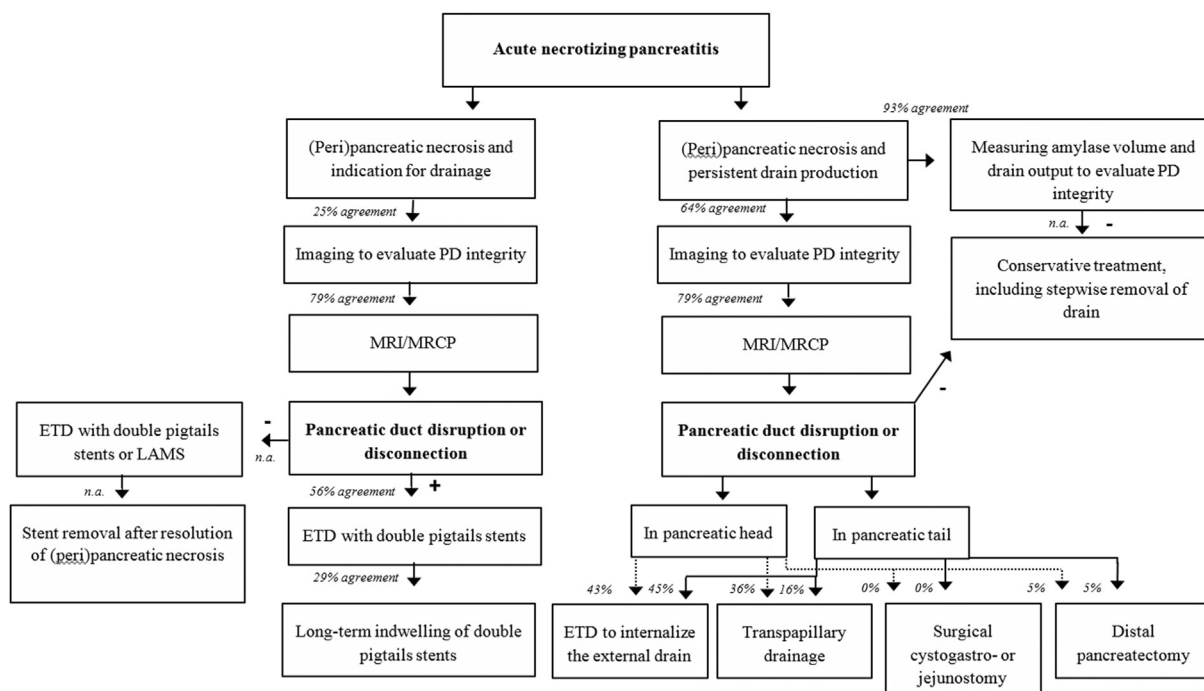 Acute necrotizing pancreatitis
93% agreement
(Peri)pancreatic necrosis and
indication for drainage
(Peri)pancreatic necrosis and
persistent drain production
Measuring amylase volume and
drain output to evaluate PD
integrity
25% agreement
64% agreement
n.a.
-
Imaging to evaluate PD integrity
Imaging to evaluate PD integrity
Conservative treatment,
including stepwise removal of
drain
79% agreement
79% agreement
MRI/MRCP
MRI/MRCP
-
ETD with double pigtails
stents or LAMS
-
n.a.
Pancreatic duct disruption or
disconnection
Pancreatic duct disruption or
disconnection
n.a.
56% agreement
+
Stent removal after resolution
of (peri)pancreatic necrosis
ETD with double pigtails stents
In pancreatic head
In pancreatic tail
29% agreement
43%
45%
36%
16%
0%
0%
5%
5%
Long-term indwelling of double
pigtails stents
ETD to internalize
the external drain
Transpapillary
drainage
Surgical
cystogastro- or
jejunostomy
Distal
pancreatectomy